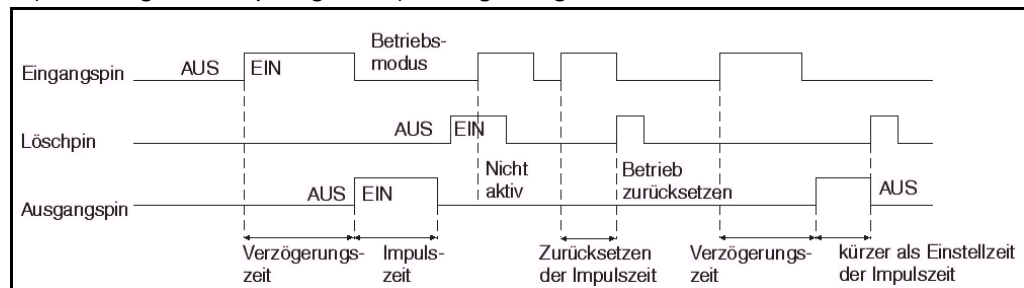 Betriebs-
modus
Eingangspin AUS EIN
Löschpin AUS EIN
Nicht
aktiv
Betrieb
zurücksetzen
Ausgangspin AUS EIN AUS
Verzögerungs-
zeit
Impuls-
zeit
Zurücksetzen
der Impulszeit
Verzögerungs-
zeit
kürzer als Einstellzeit
der Impulszeit